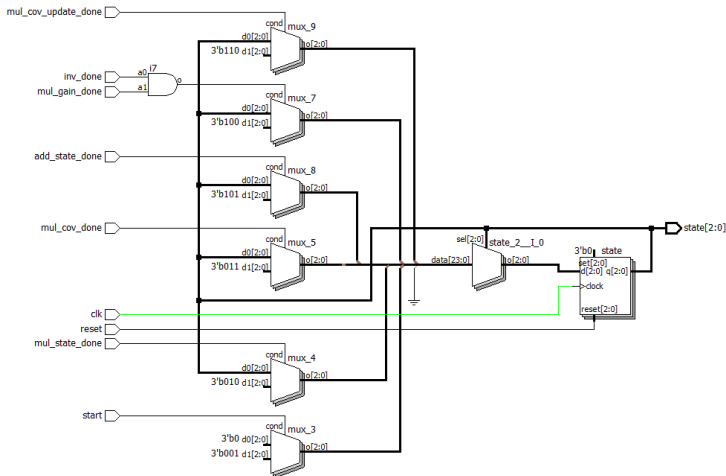 mul_cov_update_done
cond mux_9
d0[2:0] o[2:0]
3'b110 d1[2:0]
inv_done a0 i7 o
mul_gain_done a1
cond mux_7
d0[2:0] o[2:0]
3'b100 d1[2:0]
add_state_done
cond mux_8
d0[2:0] o[2:0]
3'b101 d1[2:0]
mul_cov_done
cond mux_5
d0[2:0] o[2:0]
3'b011 d1[2:0]
state[2:0]
sel[2:0] state_2__I_0
data[23:0] o[2:0]
3'b0 state
set[2:0]
d[2:0] q[2:0]
clock
reset[2:0]
clk
reset
mul_state_done
cond mux_4
d0[2:0] o[2:0]
3'b010 d1[2:0]
start
cond mux_3
3'b0 d0[2:0] o[2:0]
3'b001 d1[2:0]